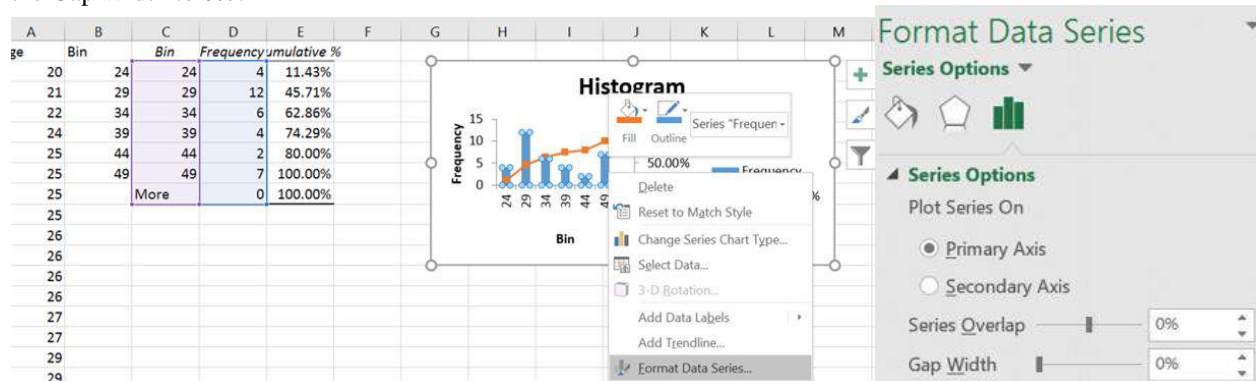 A B C D E F G H I J K L M
ge Bin Bin Frequency umulative %
20 24 24 4 11.43%
21 29 29 12 45.71%
22 34 34 6 62.86%
24 39 39 4 74.29%
25 44 44 2 80.00%
25 49 49 7 100.00%
25 More 0 100.00%
25
26
26
26
26
27
27
29
29
Histogram
Fill Outline
Series "Frequen
Frequency
15
10
5
0
24 29 34 39 44 49
Bin
50.00%
Frequency
%
Delete
Reset to Match Style
Change Series Chart Type...
Select Data...
3-D Rotation...
Add Data Labels
Add Trendline...
Format Data Series...
Format Data Series
Series Options
Series Options
Plot Series On
Primary Axis
Secondary Axis
Series Overlap 0%
Gap Width 0%